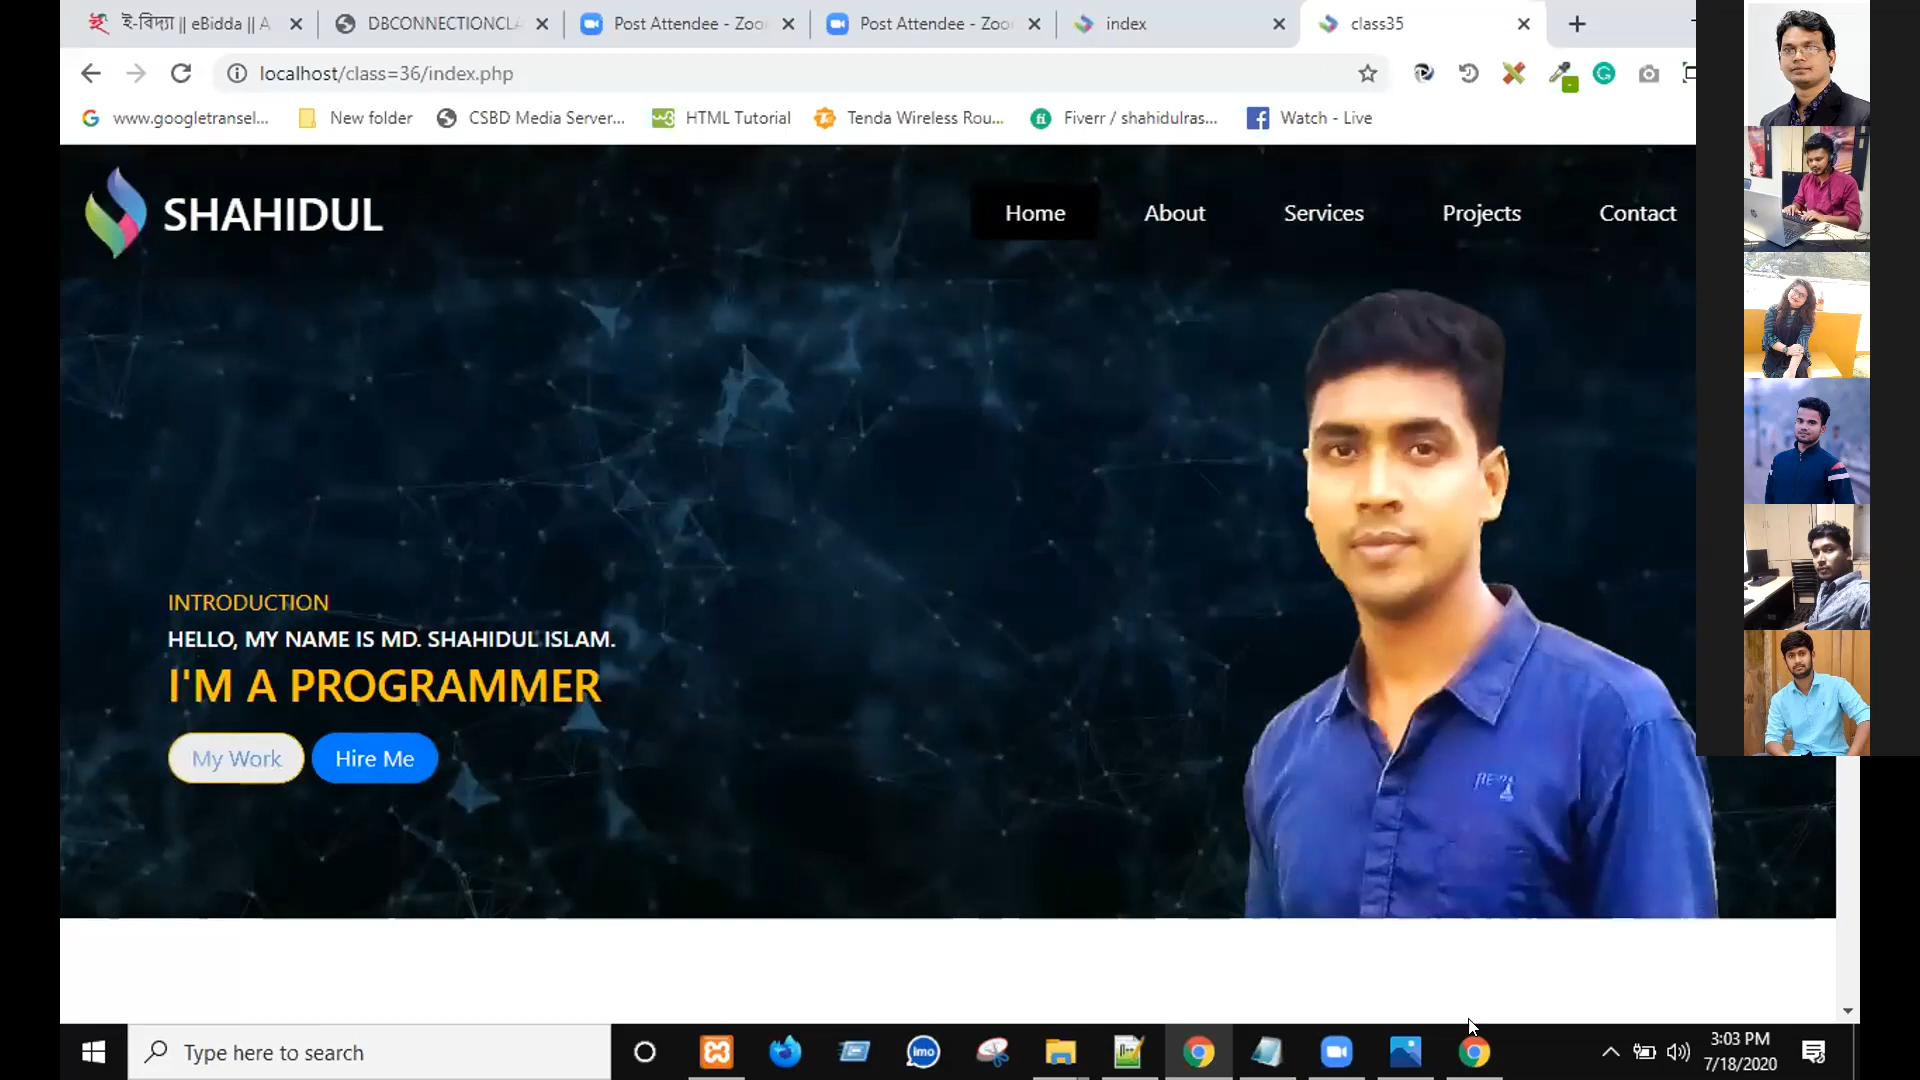 ই-বিদ্যা || eBidda || A
DBCONNECTIONCLA
Post Attendee - Zoo
Post Attendee - Zoo
index
class35
localhost/class=36/index.php
www.googletransel...
New folder
CSBD Media Server...
HTML Tutorial
Tenda Wireless Rou...
Fiverr / shahidulras...
Watch - Live
SHAHIDUL
Home
About
Services
Projects
Contact
INTRODUCTION
HELLO, MY NAME IS MD. SHAHIDUL ISLAM.
I'M A PROGRAMMER
My Work
Hire Me
Type here to search
imo
3:03 PM
7/18/2020